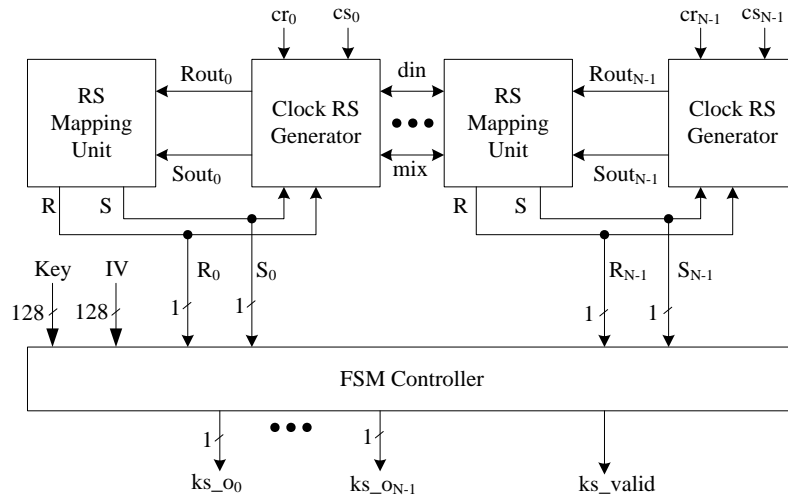 cr0 cs0 crN-1 csN-1
Rout0 din RoutN-1
RS Mapping Unit
Clock RS Generator
RS Mapping Unit
Clock RS Generator
Sout0 mix SoutN-1
R S R S
Key IV R0 S0 RN-1 SN-1
128 128 1 1 1 1
FSM Controller
1 1
ks_o0 ks_oN-1 ks_valid